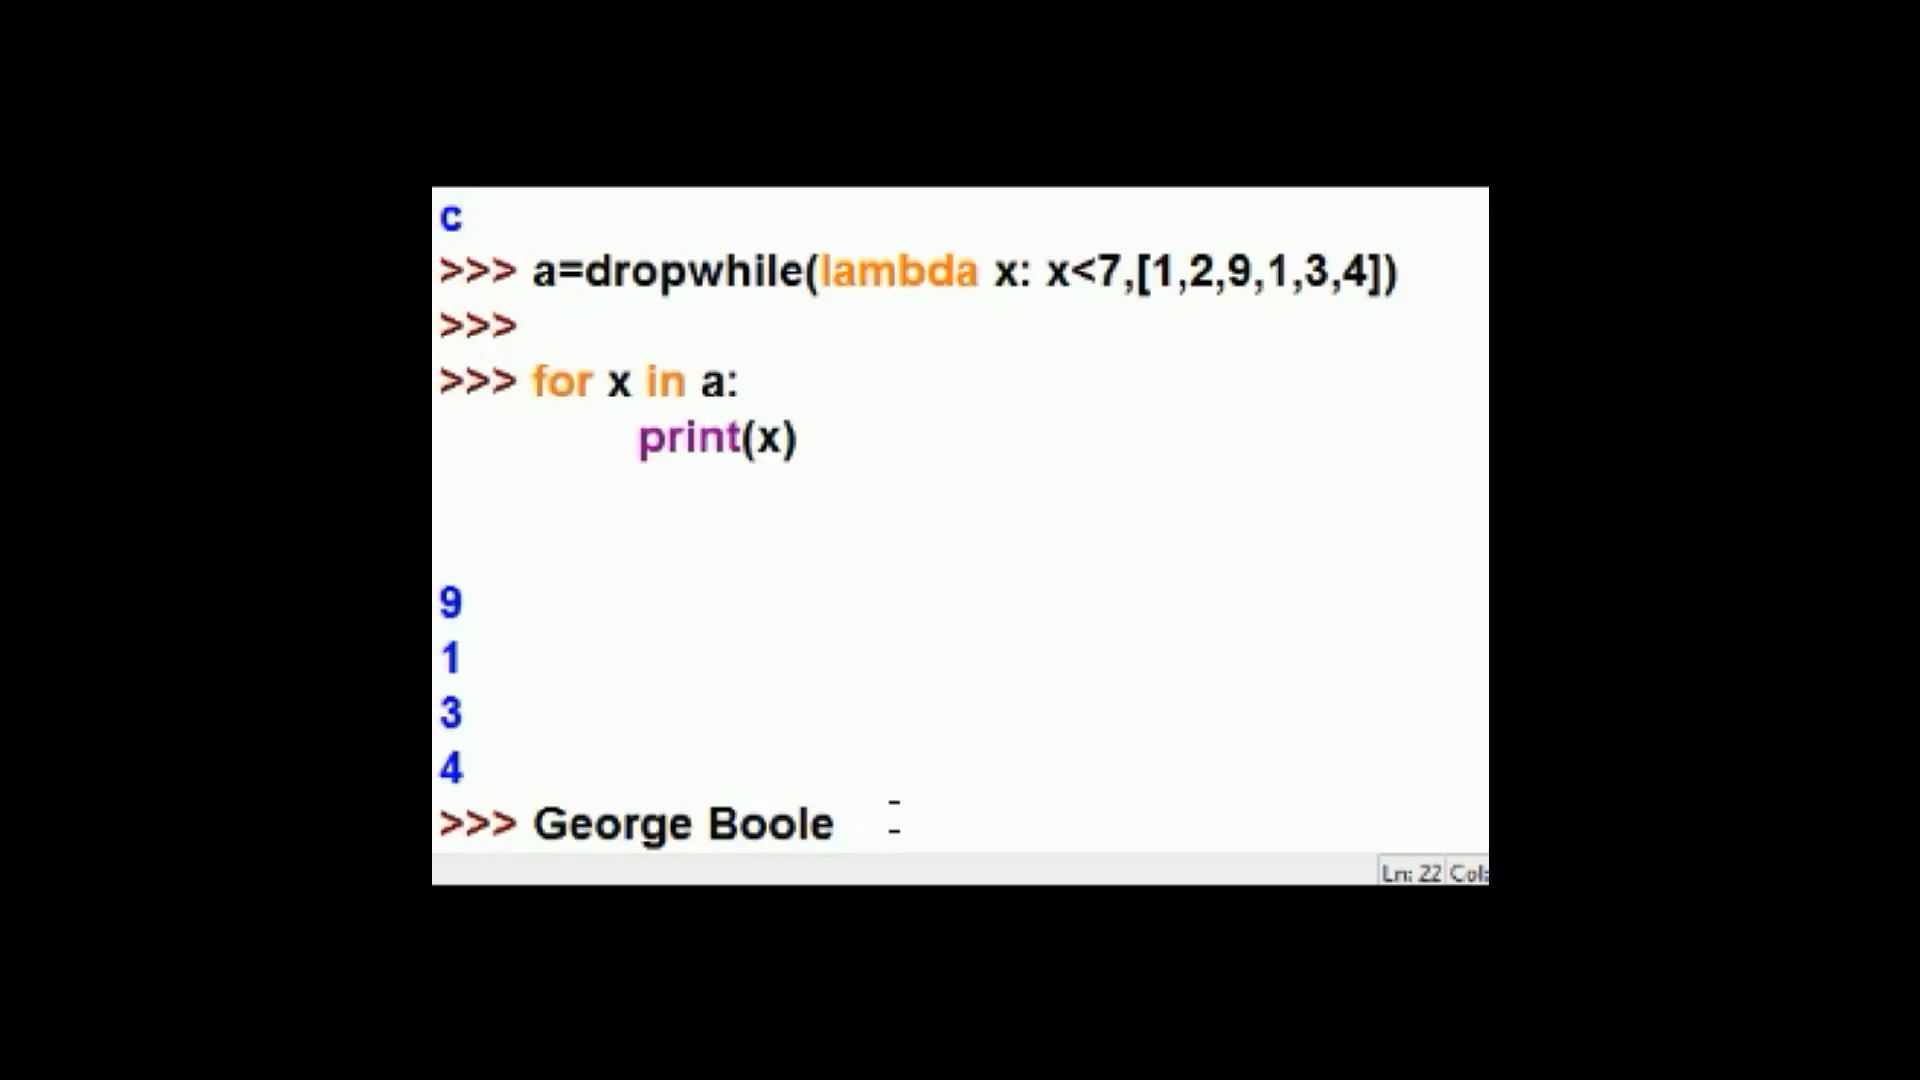 c
>>> a=dropwhile(lambda x: x<7,[1,2,9,1,3,4])
>>>
>>> for x in a:
print(x)
9
1
3
4
>>> George Boole
Ln: 22 Col: